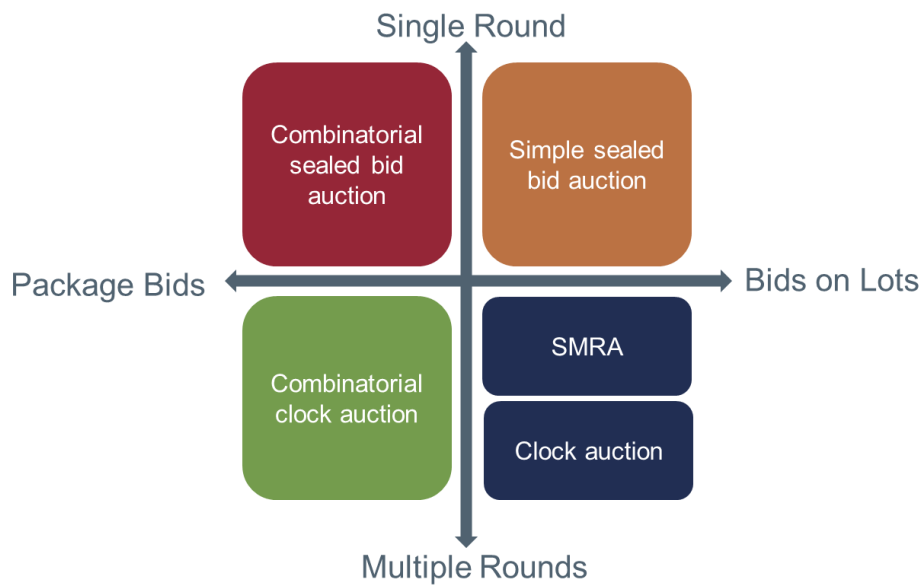 Single Round
Combinatorial
sealed bid
auction
Simple sealed
bid auction
Package Bids
Bids on Lots
SMRA
Combinatorial
clock auction
Clock auction
Multiple Rounds